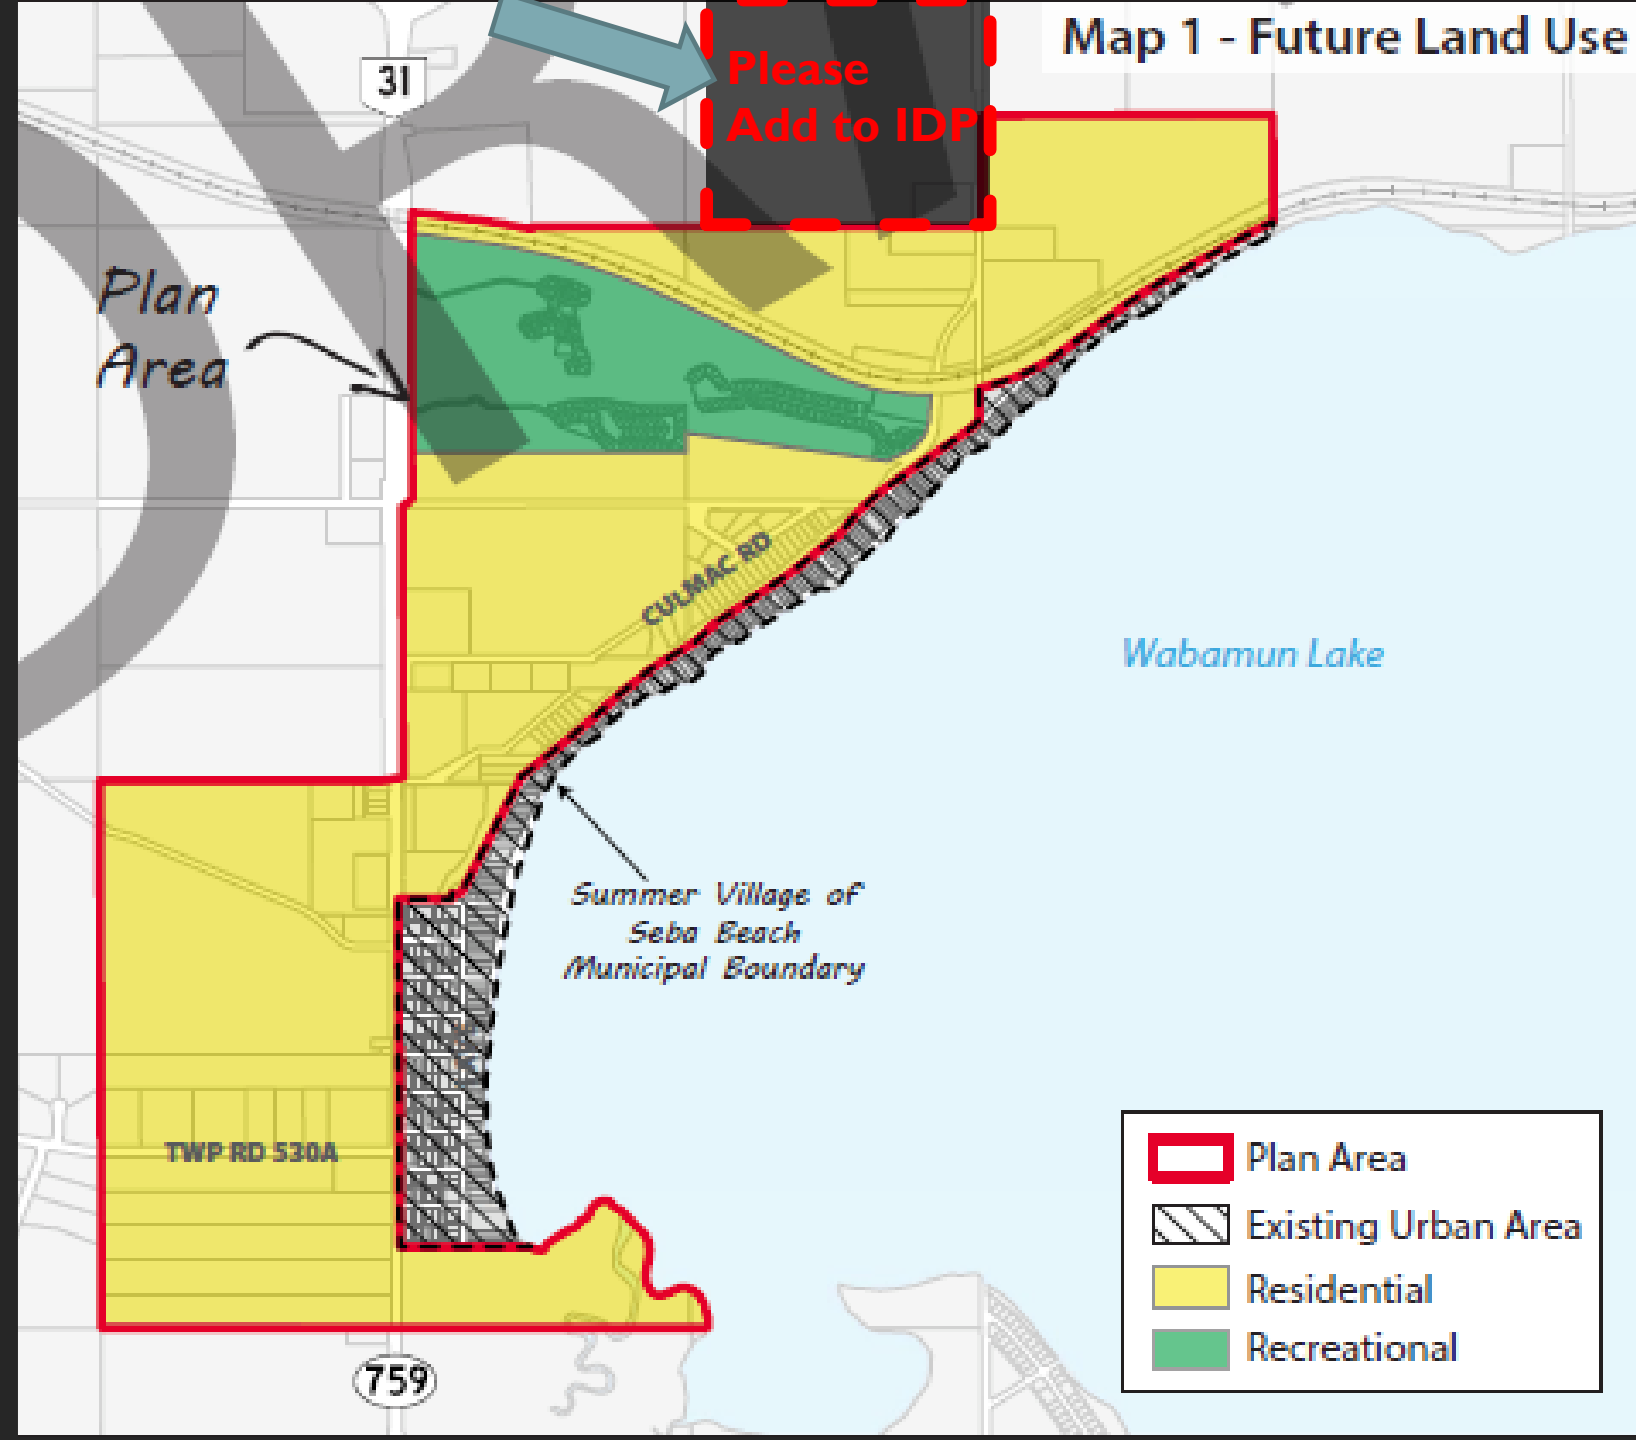 Map 1 - Future Land Use
31
Please
Add to IDP
Plan
Area
CULMAC RD
Wabamun Lake
Summer Village of
Seba Beach
Municipal Boundary
TWP RD 530A
Plan Area
Existing Urban Area
Residential
Recreational
759